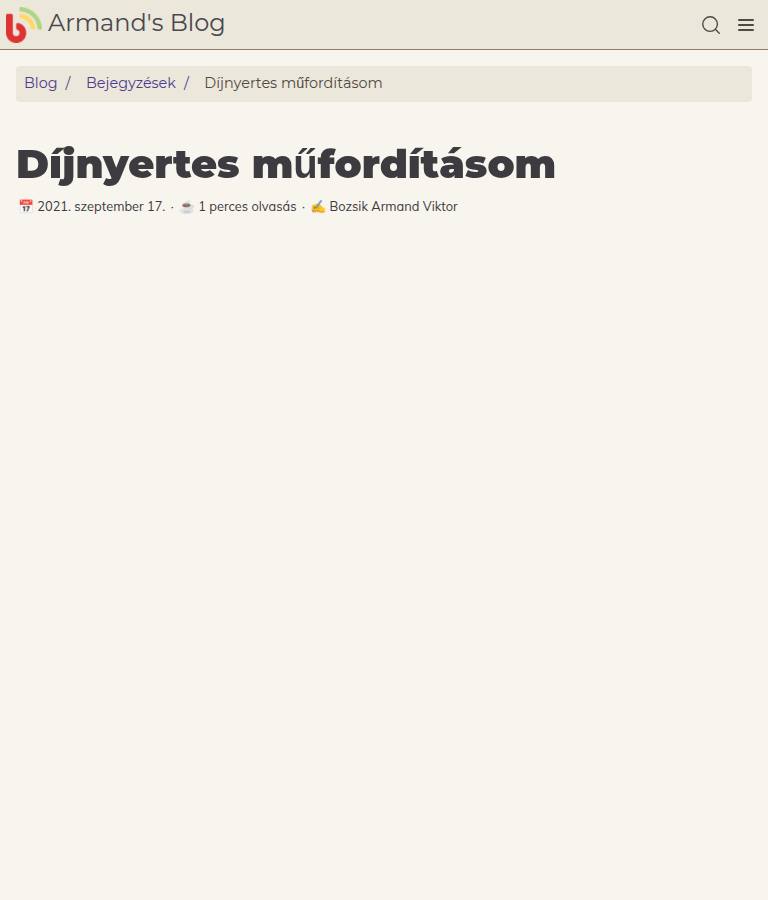 Armand's Blog
Blog / Bejegyzések / Díjnyertes műfordításom
Díjnyertes műfordításom
📅 2021. szeptember 17. · ☕ 1 perces olvasás · ✍️ Bozsik Armand Viktor